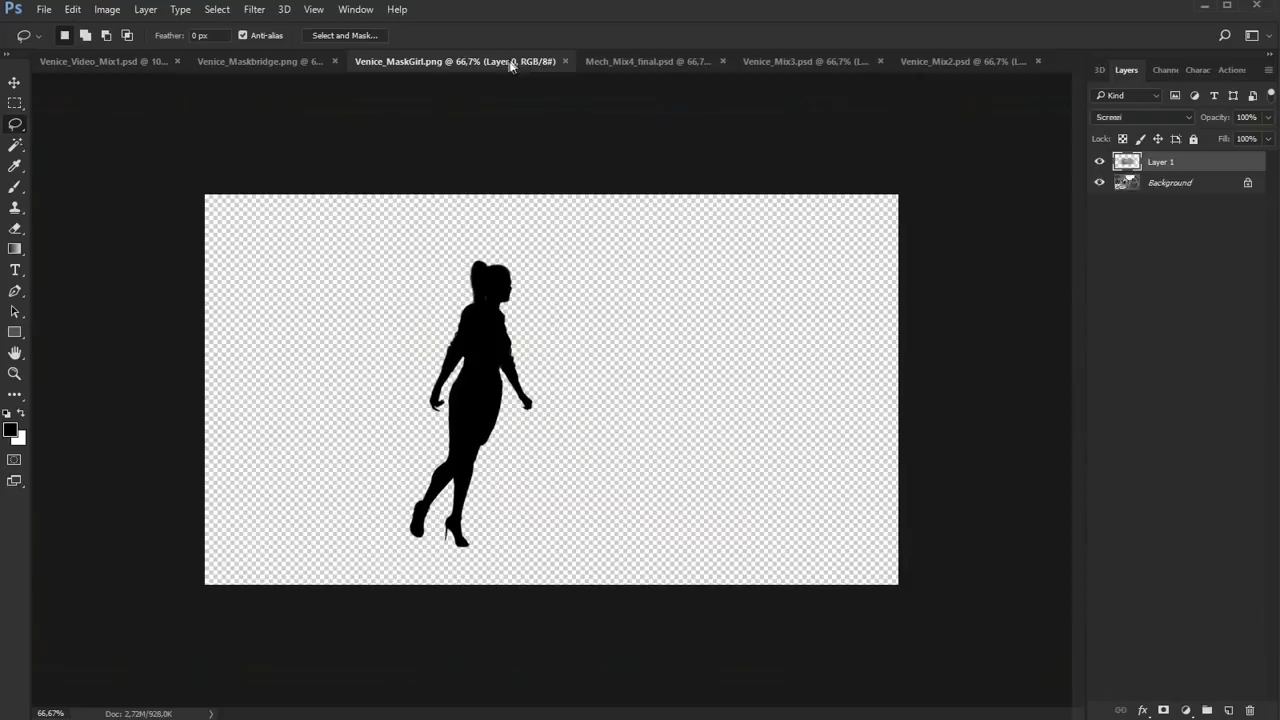 Ps File Edit Image Layer Type Select Filter 3D View Window Help
Feather: 0 px Anti-alias Select and Mask...
Venice_Video_Mix1.psd @ 10... Venice_Maskbridge.png @ 6... Venice_MaskGirl.png @ 66,7% (Layer 0, RGB/8#) Mech_Mix4_final.psd @ 66,7... Venice_Mix3.psd @ 66,7% (L... Venice_Mix2.psd @ 66,7% (L...
3D Layers Chann Charac Actions
Kind
Screen Opacity: 100%
Lock: Fill: 100%
Layer 1
Background
66,67% Doc: 2,72M/928,0K